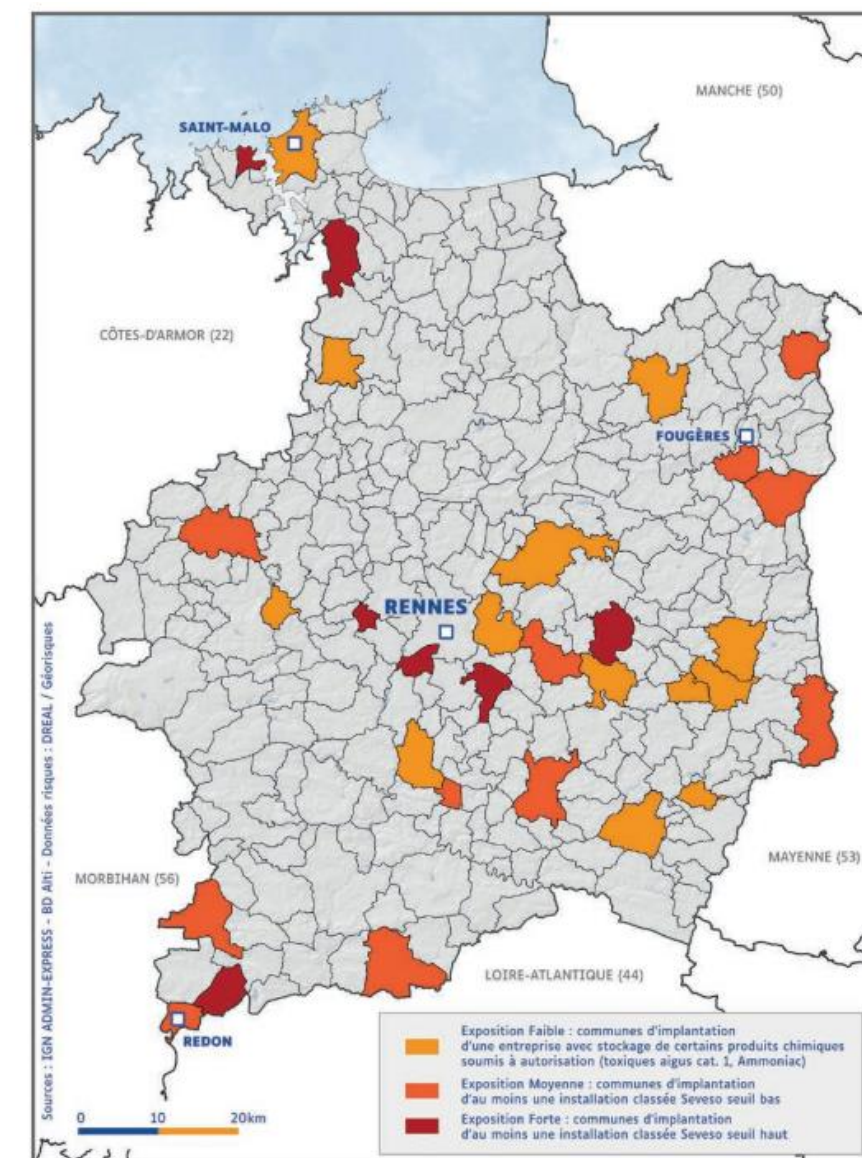 MANCHE (50)
SAINT-MALO
CÔTES-D'ARMOR (22)
FOUGÈRES
RENNES
MAYENNE (53)
MORBIHAN (56)
LOIRE-ATLANTIQUE (44)
REDON
Sources : IGN ADMIN-EXPRESS - BD Alti - Données risques : DREAL / Géorisques
0 10 20km
Exposition Faible : communes d'implantation
d'une entreprise avec stockage de certains produits chimiques
soumis à autorisation (toxiques aigus cat. 1, Ammoniac)
Exposition Moyenne : communes d'implantation
d'au moins une installation classée Seveso seuil bas
Exposition Forte : communes d'implantation
d'au moins une installation classée Seveso seuil haut